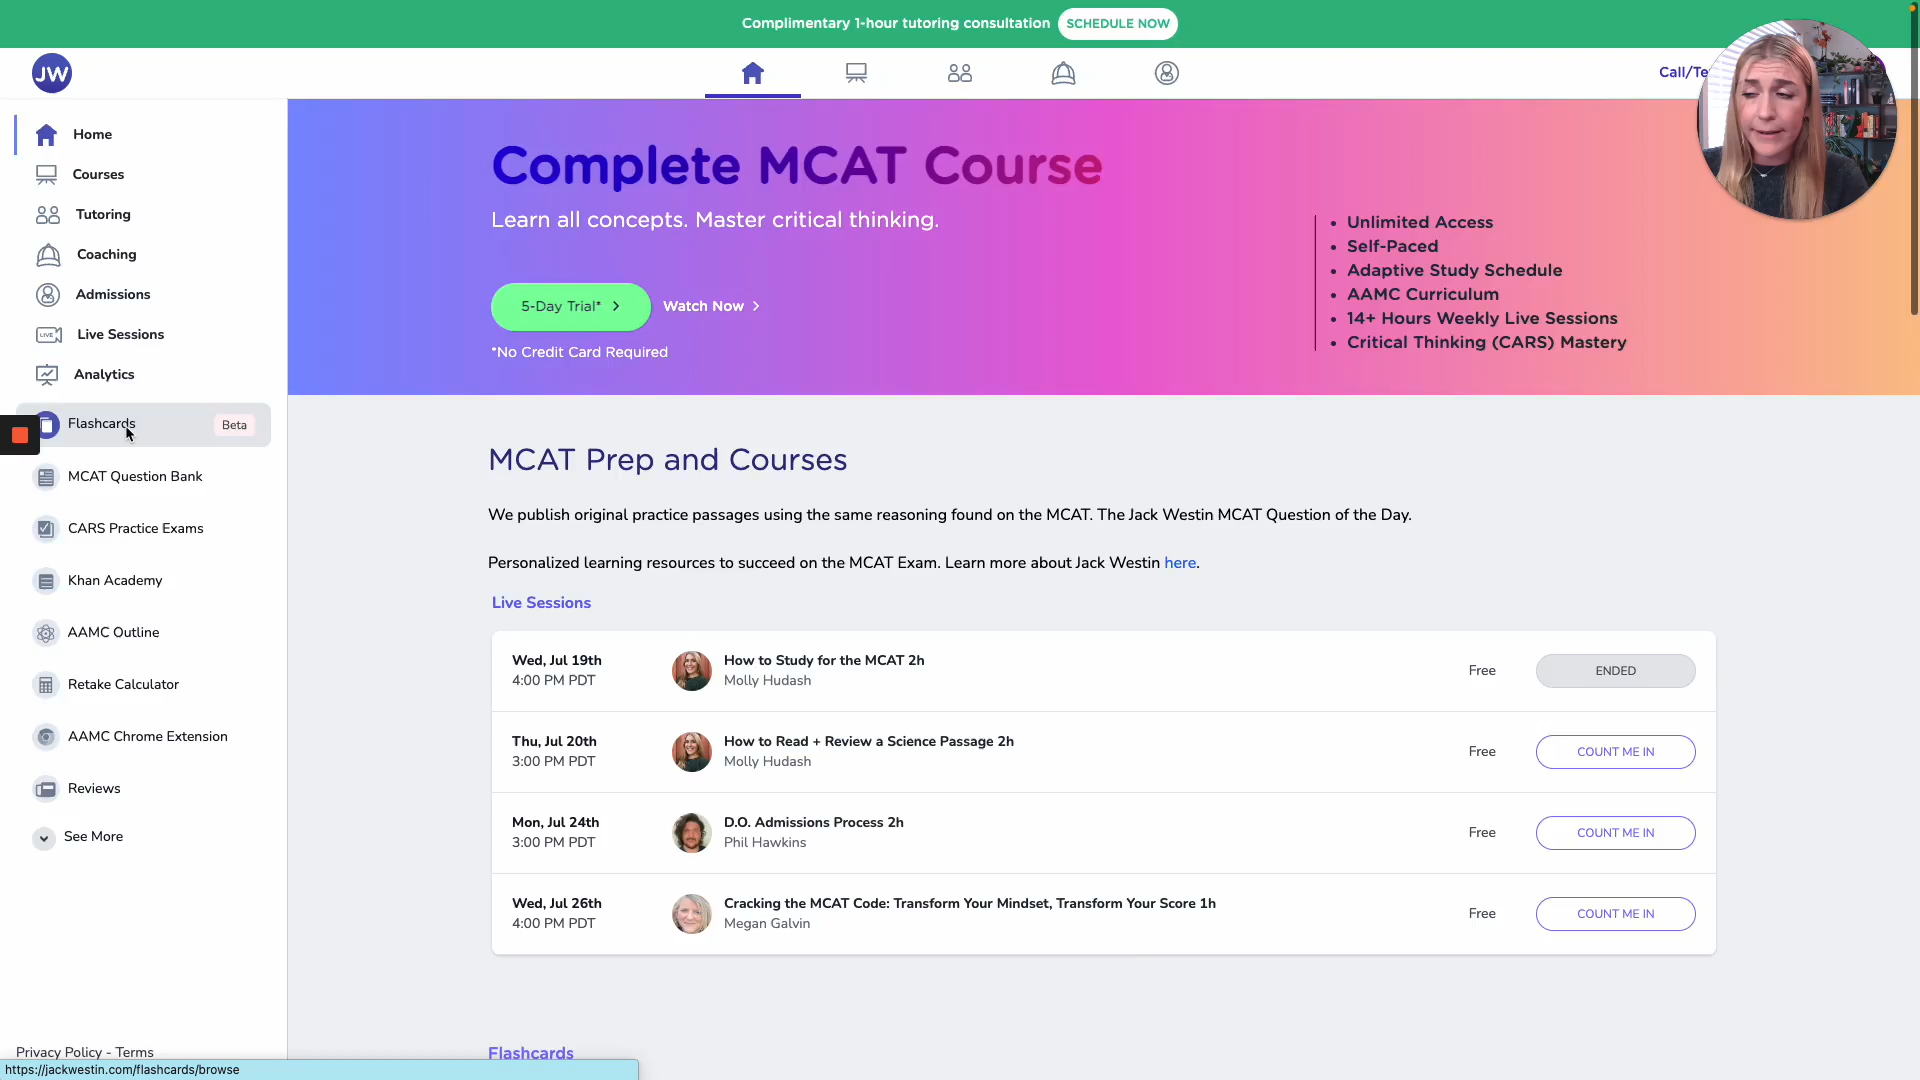 Complimentary 1-hour tutoring consultation SCHEDULE NOW
JW
Call/Te
Home
Courses
Tutoring
Coaching
Admissions
LIVE Live Sessions
Analytics
Flashcards Beta
MCAT Question Bank
CARS Practice Exams
Khan Academy
AAMC Outline
Retake Calculator
AAMC Chrome Extension
Reviews
See More
Privacy Policy - Terms
https://jackwestin.com/flashcards/browse
Complete MCAT Course
Learn all concepts. Master critical thinking.
5-Day Trial* >
Watch Now >
*No Credit Card Required
• Unlimited Access
• Self-Paced
• Adaptive Study Schedule
• AAMC Curriculum
• 14+ Hours Weekly Live Sessions
• Critical Thinking (CARS) Mastery
MCAT Prep and Courses
We publish original practice passages using the same reasoning found on the MCAT. The Jack Westin MCAT Question of the Day.
Personalized learning resources to succeed on the MCAT Exam. Learn more about Jack Westin here.
Live Sessions
Wed, Jul 19th
4:00 PM PDT
How to Study for the MCAT 2h
Molly Hudash
Free
ENDED
Thu, Jul 20th
3:00 PM PDT
How to Read + Review a Science Passage 2h
Molly Hudash
Free
COUNT ME IN
Mon, Jul 24th
3:00 PM PDT
D.O. Admissions Process 2h
Phil Hawkins
Free
COUNT ME IN
Wed, Jul 26th
4:00 PM PDT
Cracking the MCAT Code: Transform Your Mindset, Transform Your Score 1h
Megan Galvin
Free
COUNT ME IN
Flashcards